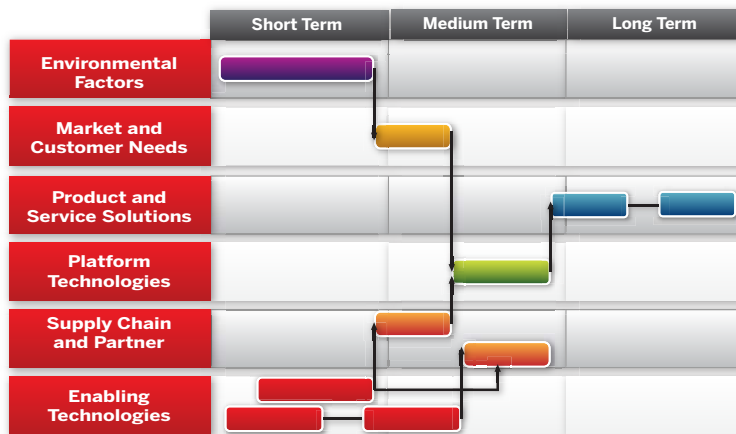 Short Term
Medium Term
Long Term
Environmental
Factors
Market and
Customer Needs
Product and
Service Solutions
Platform
Technologies
Supply Chain
and Partner
Enabling
Technologies